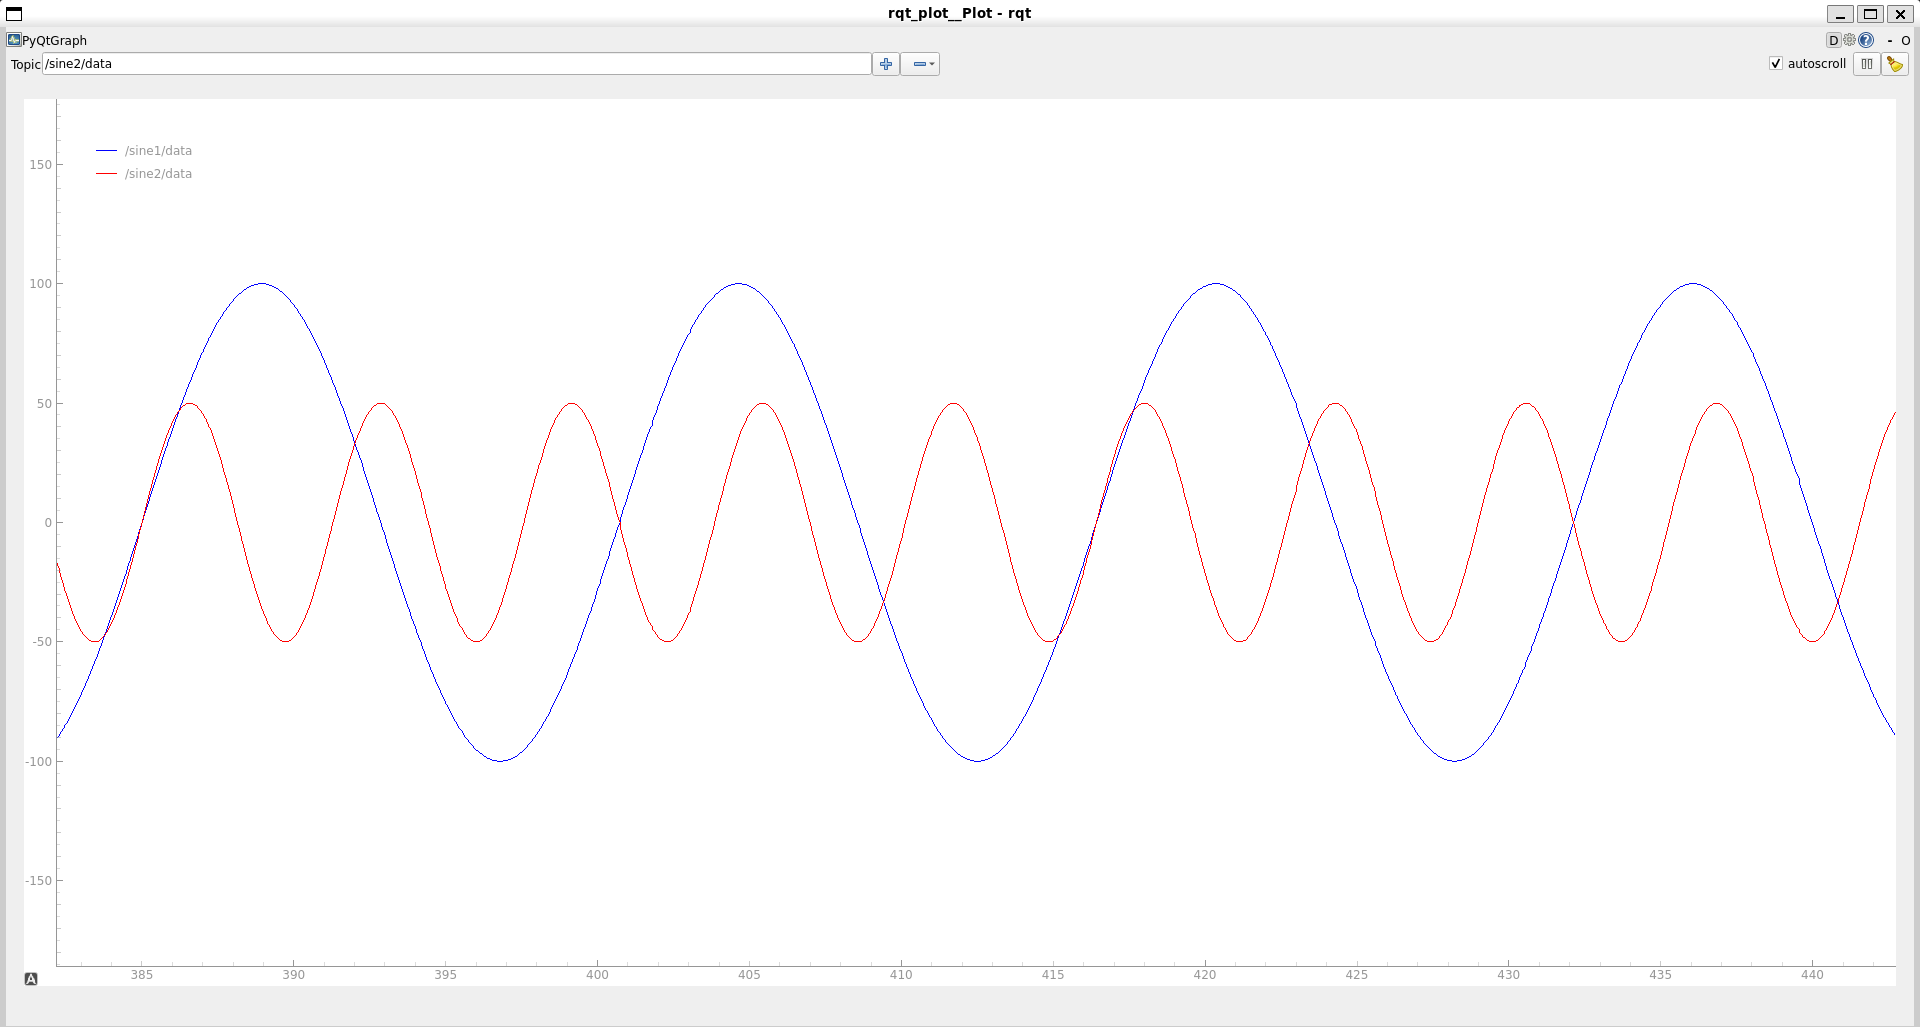 rqt_plot__Plot - rqt
PyQtGraph
D
- O
Topic /sine2/data
autoscroll
/sine1/data
/sine2/data
150
100
50
0
-50
-100
-150
A
385 390 395 400 405 410 415 420 425 430 435 440